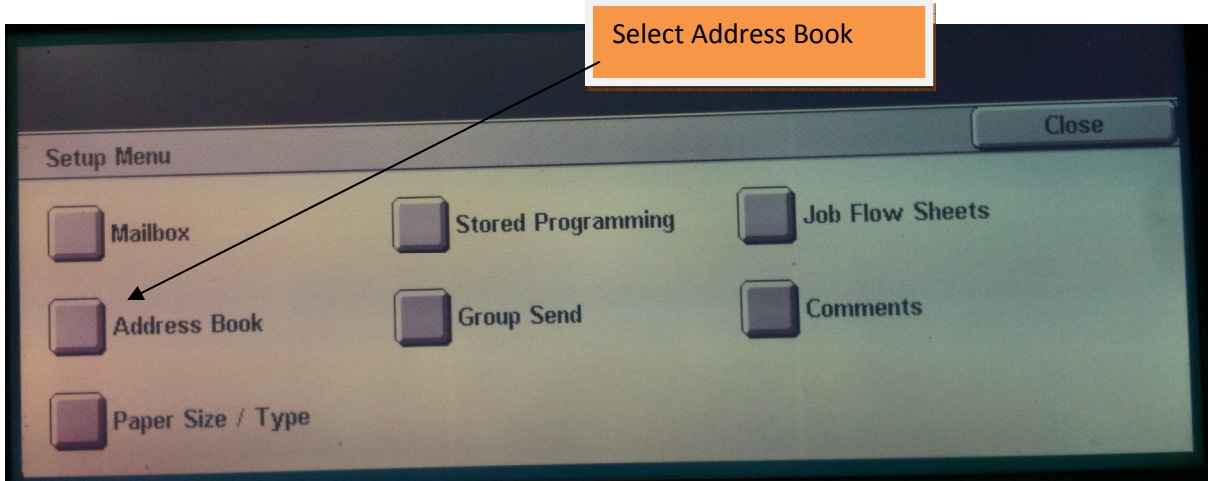 Select Address Book
Close
Setup Menu
Mailbox
Stored Programming
Job Flow Sheets
Address Book
Group Send
Comments
Paper Size / Type